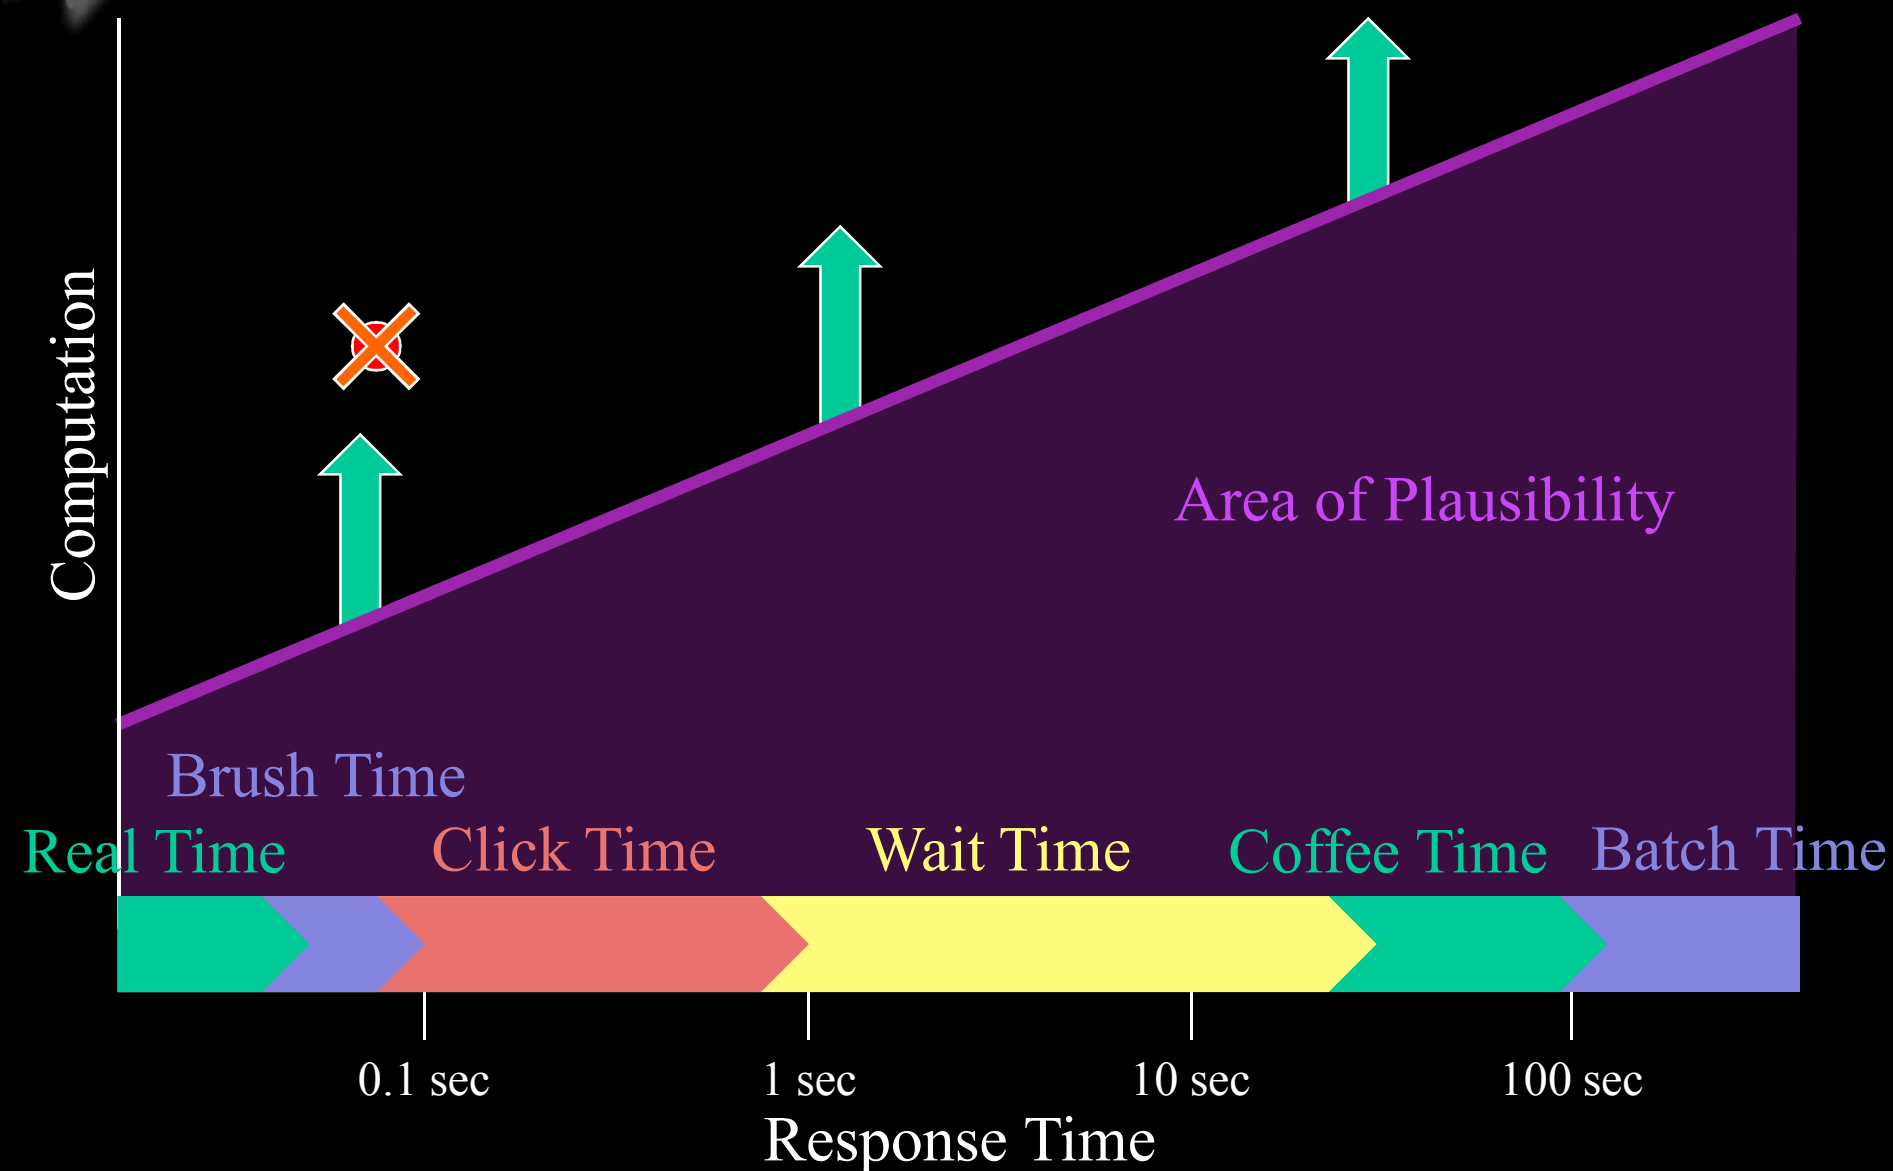 Computation
Area of Plausibility
Brush Time
Real Time
Click Time
Wait Time
Coffee Time
Batch Time
0.1 sec
1 sec
10 sec
100 sec
Response Time